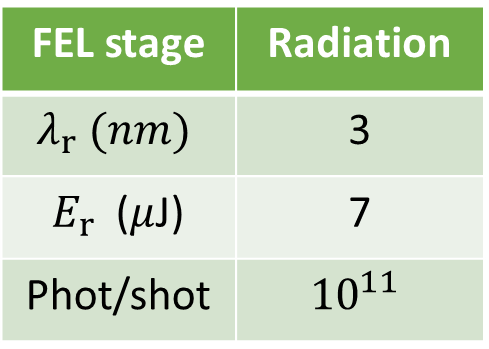 FEL stage Radiation
λr (nm) 3
Er (μJ) 7
Phot/shot 10¹¹